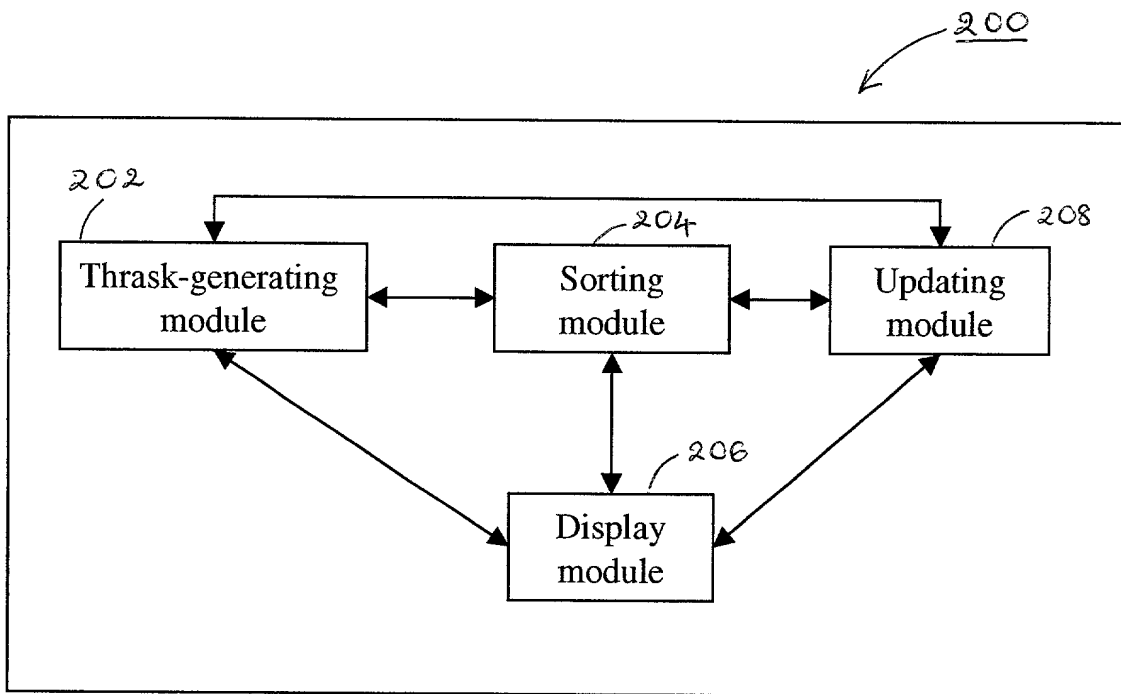 200
202
204
208
Thrask-generating
module
Sorting
module
Updating
module
206
Display
module